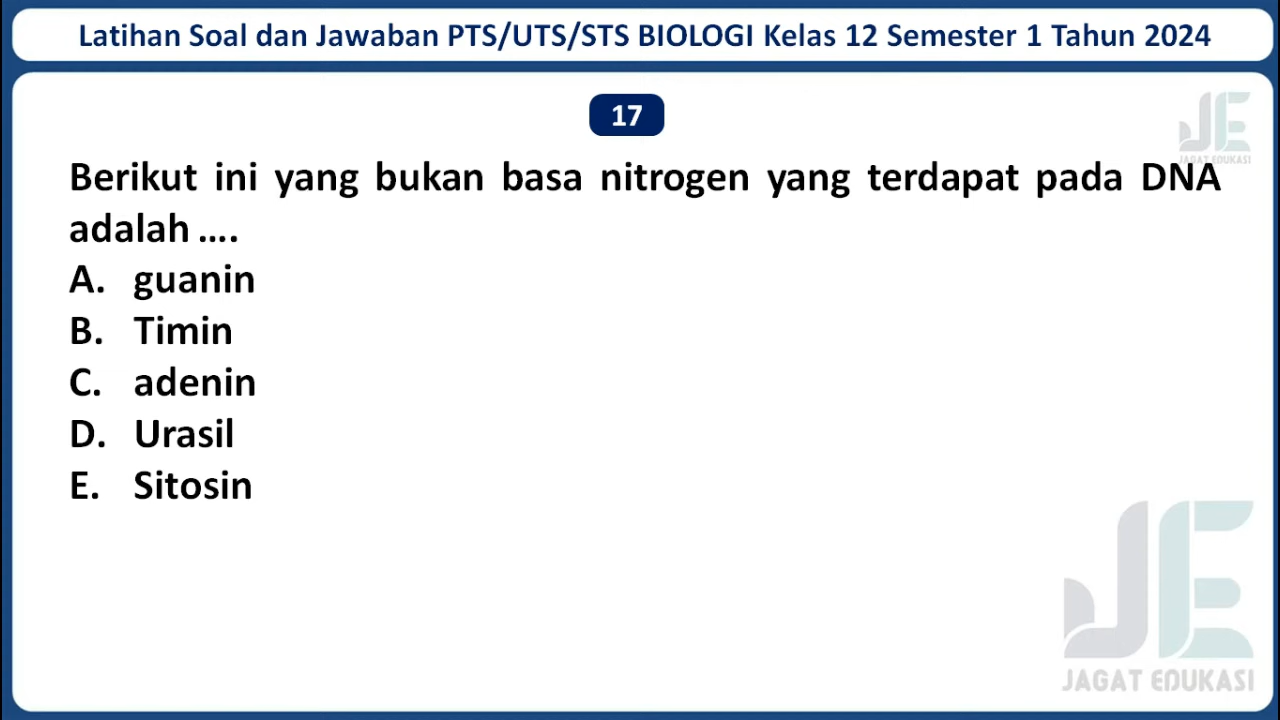 Latihan Soal dan Jawaban PTS/UTS/STS BIOLOGI Kelas 12 Semester 1 Tahun 2024
17
JAGAT EDUKASI
Berikut ini yang bukan basa nitrogen yang terdapat pada DNA
adalah ....
A. guanin
B. Timin
C. adenin
D. Urasil
E. Sitosin
JAGAT EDUKASI